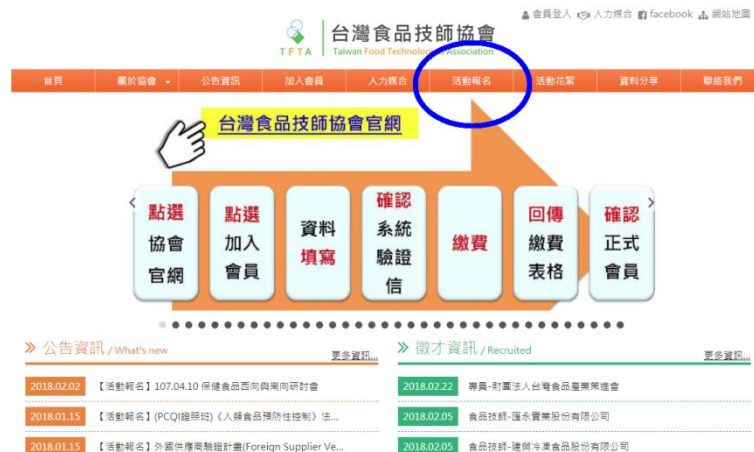 會員登入 人力媒合 facebook 網站地圖
台灣食品技師協會
TFTA Taiwan Food Technologist Association
首頁 關於協會 公告資訊 加入會員 人力媒合 活動報名 活動花絮 資料分享 聯絡我們
台灣食品技師協會官網
點選
協會
官網
點選
加入
會員
資料
填寫
確認
系統
驗證
信
繳費
回傳
繳費
表格
確認
正式
會員
公告資訊 / What's new 更多資訊...
2018.02.02 【活動報名】107.04.10 保健食品西向與南向研討會
2018.01.15 【活動報名】(PCQI證照班)《人類食品預防性控制》法...
2018.01.15 【活動報名】外國供應商驗證計畫(Foreign Supplier Ve...
徵才資訊 / Recruited 更多資訊...
2018.02.22 專員-財團法人台灣食品產業策進會
2018.02.05 食品技師-匯永實業股份有限公司
2018.02.05 食品技師-建榮冷凍食品股份有限公司